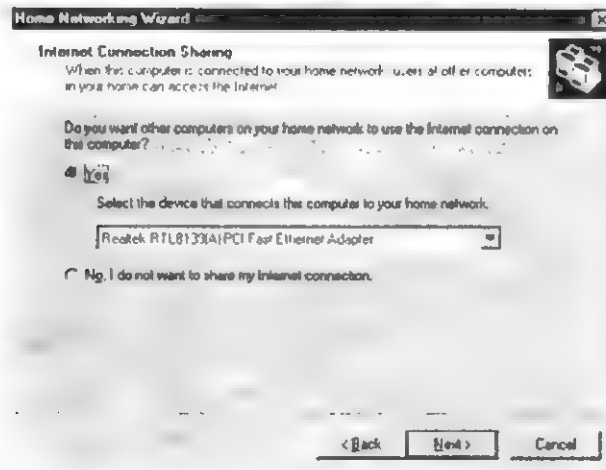 Home Networking Wizard
Internet Connection Sharing
When this computer is connected to your home network, users at other computers
in your home can access the Internet.
Do you want other computers on your home network to use the Internet connection on
this computer?
Yes
Select the device that connects this computer to your home network.
Realtek RTL8139(A) PCI Fast Ethernet Adapter
No, I do not want to share my Internet connection.
< Back Next > Cancel